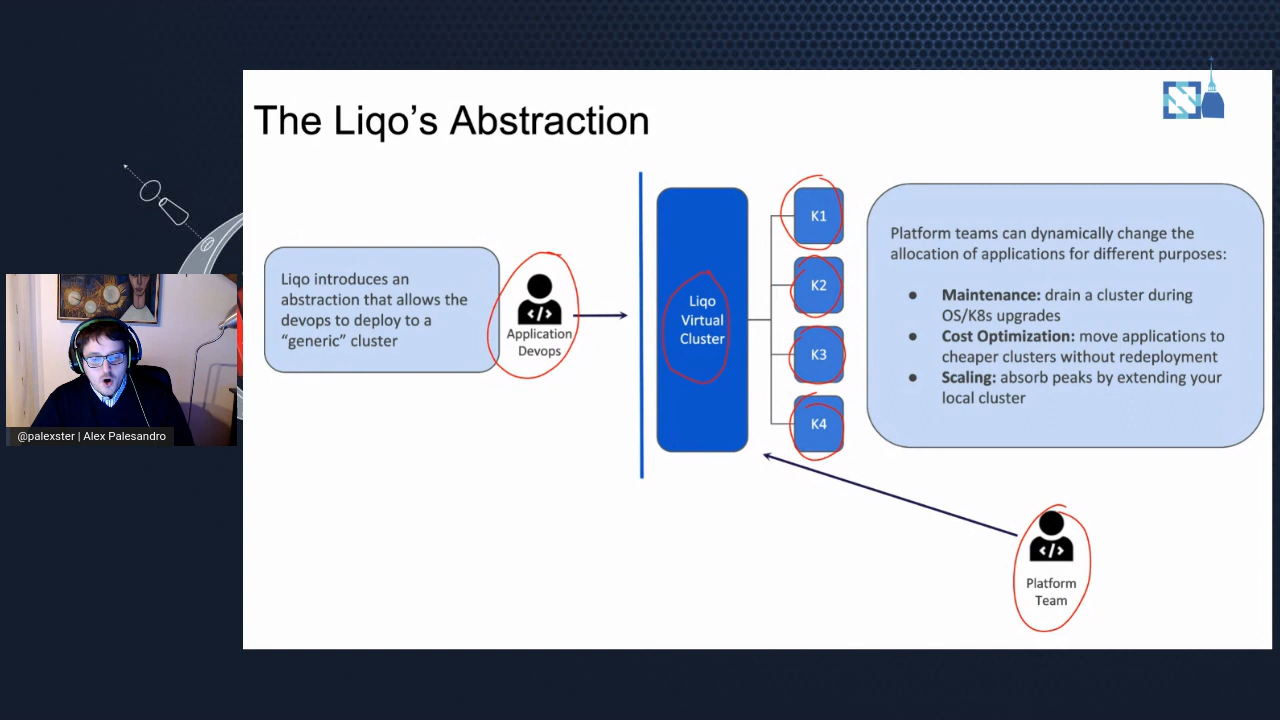 The Liqo's Abstraction
Liqo introduces an
abstraction that allows the
devops to deploy to a
“generic” cluster
Application
Devops
Liqo
Virtual
Cluster
K1
K2
K3
K4
Platform teams can dynamically change the
allocation of applications for different purposes:
● Maintenance: drain a cluster during
OS/K8s upgrades
● Cost Optimization: move applications to
cheaper clusters without redeployment
● Scaling: absorb peaks by extending your
local cluster
Platform
Team
@palexster | Alex Palesandro